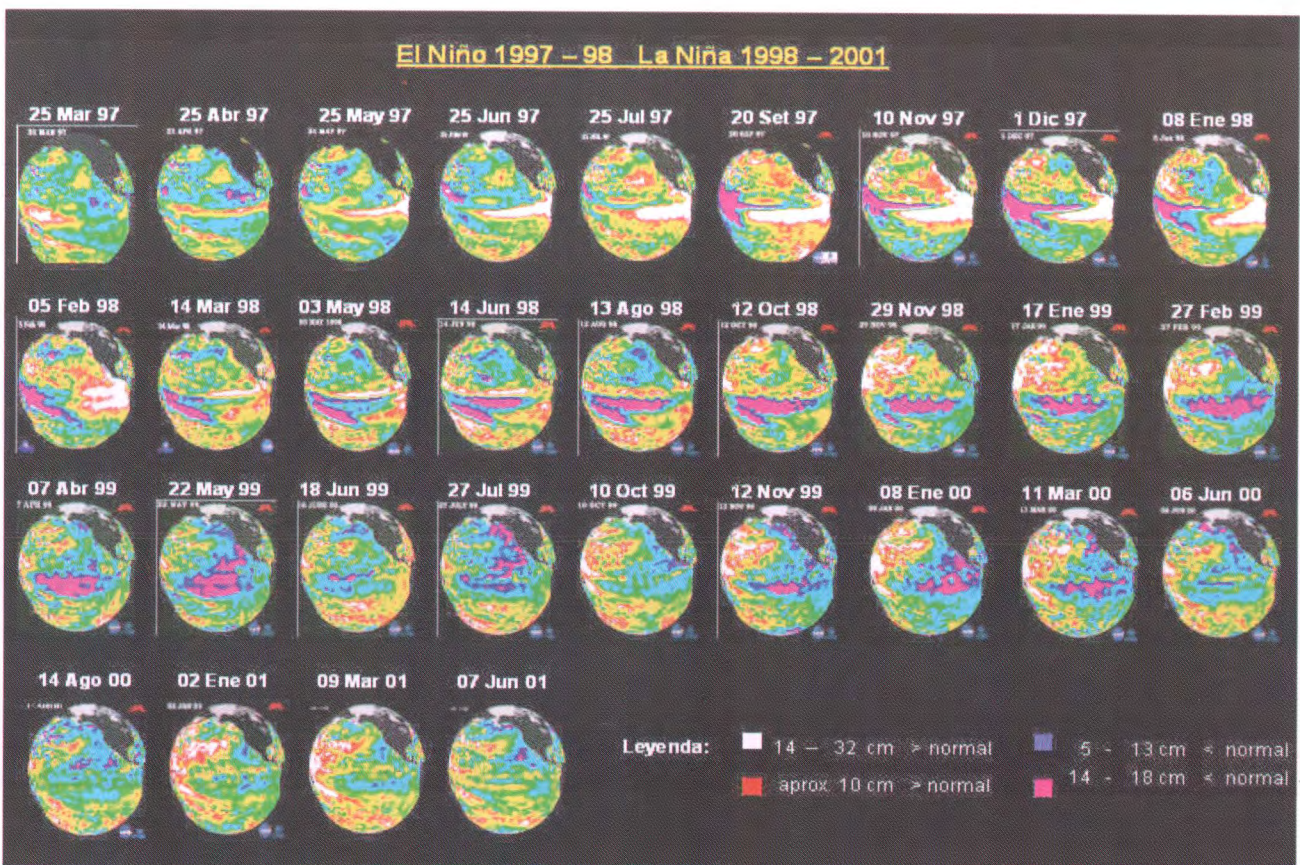 El Niño 1997 – 98 La Niña 1998 – 2001
25 Mar 97 25 Abr 97 25 May 97 25 Jun 97 25 Jul 97 20 Set 97 10 Nov 97 1 Dic 97 08 Ene 98
05 Feb 98 14 Mar 98 03 May 98 14 Jun 98 13 Ago 98 12 Oct 98 29 Nov 98 17 Ene 99 27 Feb 99
07 Abr 99 22 May 99 18 Jun 99 27 Jul 99 10 Oct 99 12 Nov 99 08 Ene 00 11 Mar 00 06 Jun 00
14 Ago 00 02 Ene 01 09 Mar 01 07 Jun 01
Leyenda: 14 – 32 cm > normal 5 - 13 cm < normal
aprox. 10 cm > normal 14 - 18 cm < normal